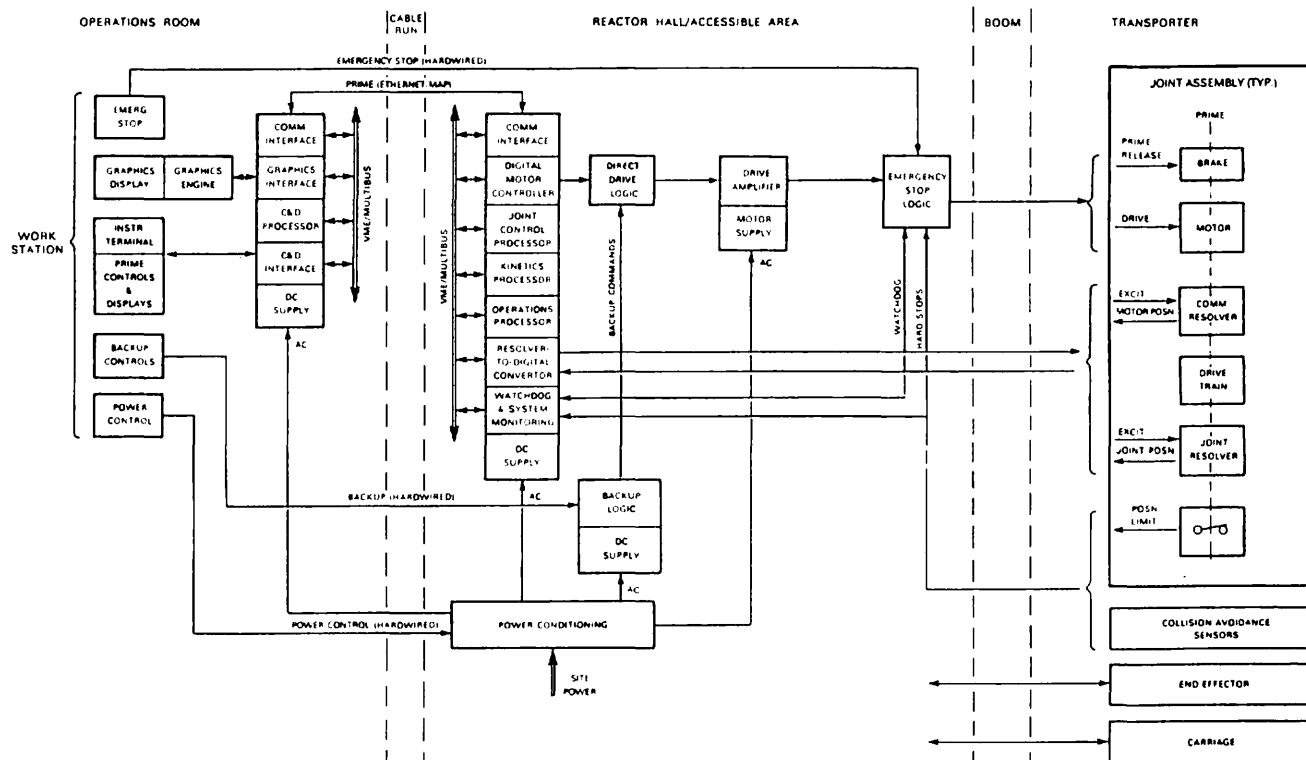 OPERATIONS ROOM
CABLE
RUN
REACTOR HALL/ACCESSIBLE AREA
BOOM
TRANSPORTER
EMERGENCY STOP (HARDWIRED)
PRIME (ETHERNET-MAP)
WORK
STATION
EMERG
STOP
GRAPHICS
DISPLAY
GRAPHICS
ENGINE
INSTR
TERMINAL
PRIME
CONTROLS
&
DISPLAYS
BACKUP
CONTROLS
POWER
CONTROL
COMM
INTERFACE
GRAPHICS
INTERFACE
C&D
PROCESSOR
C&D
INTERFACE
DC
SUPPLY
AC
VME/MULTIBUS
VME/MULTIBUS
COMM
INTERFACE
DIGITAL
MOTOR
CONTROLLER
JOINT
CONTROL
PROCESSOR
KINETICS
PROCESSOR
OPERATIONS
PROCESSOR
RESOLVER-
TO-DIGITAL
CONVERTOR
WATCHDOG
& SYSTEM
MONITORING
DC
SUPPLY
AC
DIRECT
DRIVE
LOGIC
BACKUP COMMANDS
DRIVE
AMPLIFIER
MOTOR
SUPPLY
AC
EMERGENCY
STOP
LOGIC
WATCHDOG
HARD STOPS
BACKUP (HARDWIRED)
BACKUP
LOGIC
DC
SUPPLY
AC
POWER CONTROL (HARDWIRED)
POWER CONDITIONING
SITE
POWER
JOINT ASSEMBLY (TYP.)
PRIME
PRIME
RELEASE
BRAKE
DRIVE
MOTOR
EXCIT
MOTOR POSN
COMM
RESOLVER
DRIVE
TRAIN
EXCIT
JOINT POSN
JOINT
RESOLVER
POSN
LIMIT
COLLISION AVOIDANCE
SENSORS
END EFFECTOR
CARRIAGE